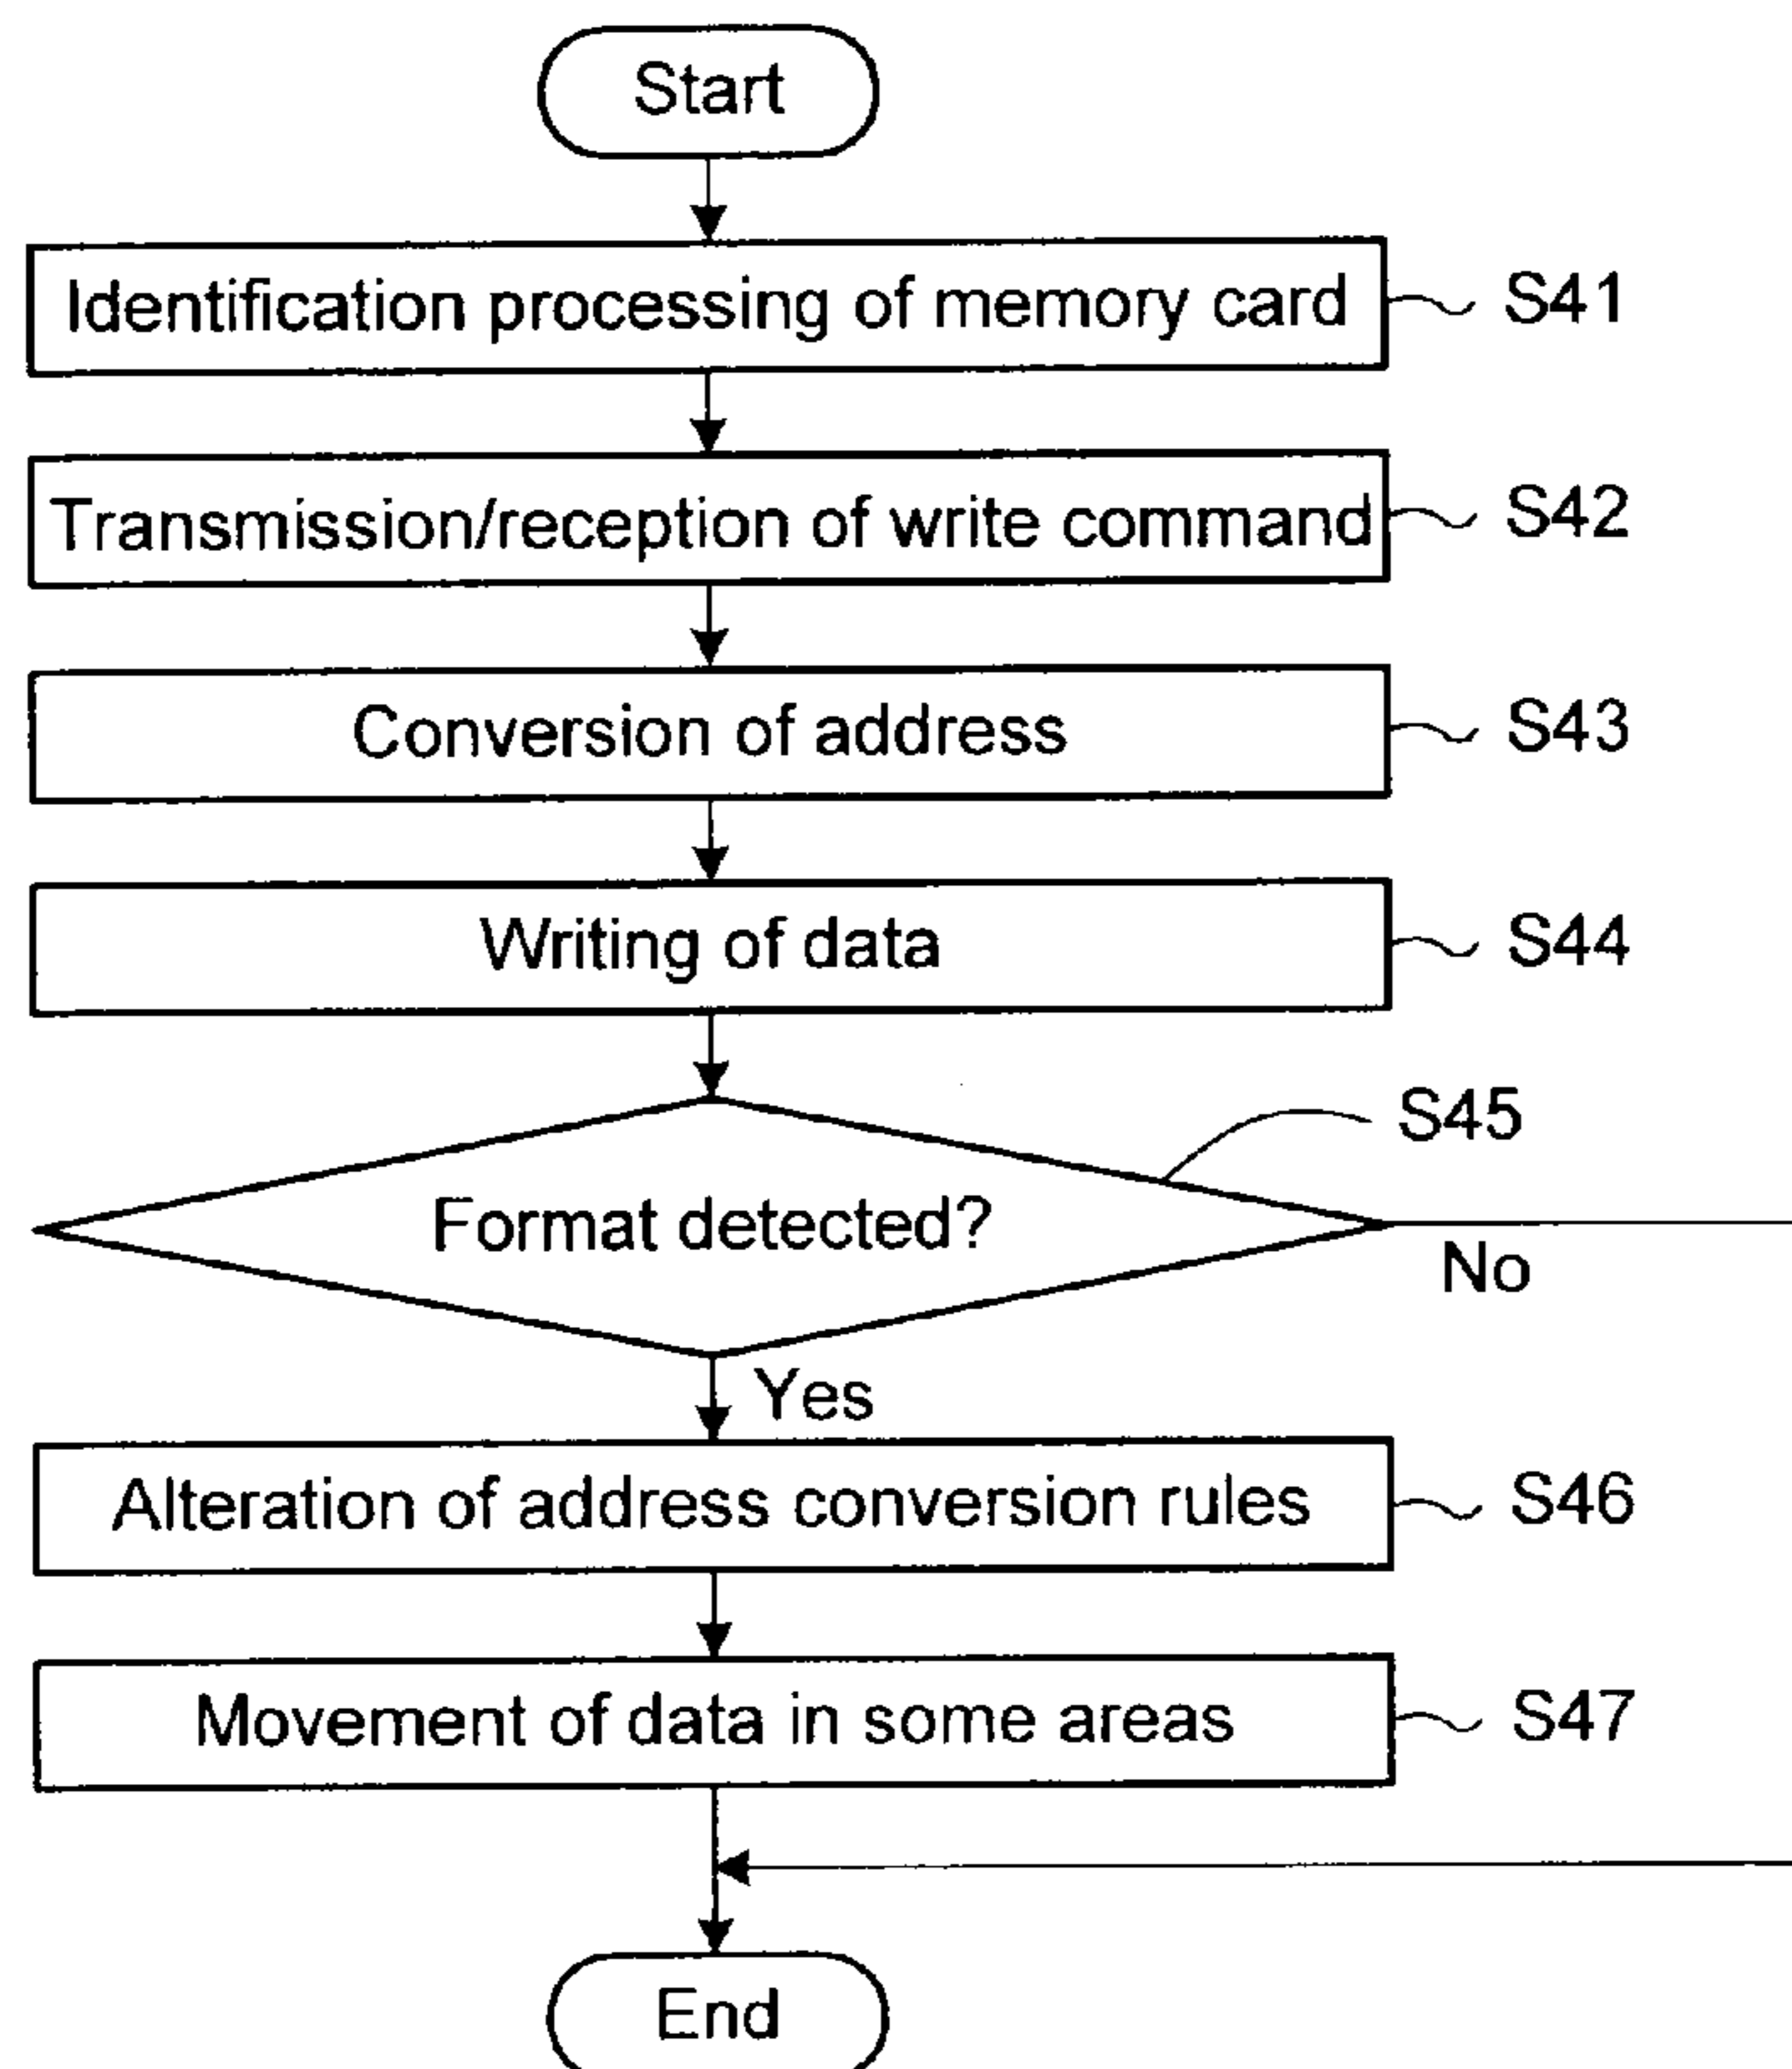 Start
Identification processing of memory card
S41
Transmission/reception of write command
S42
Conversion of address
S43
Writing of data
S44
S45
Format detected?
No
Yes
Alteration of address conversion rules
S46
Movement of data in some areas
S47
End